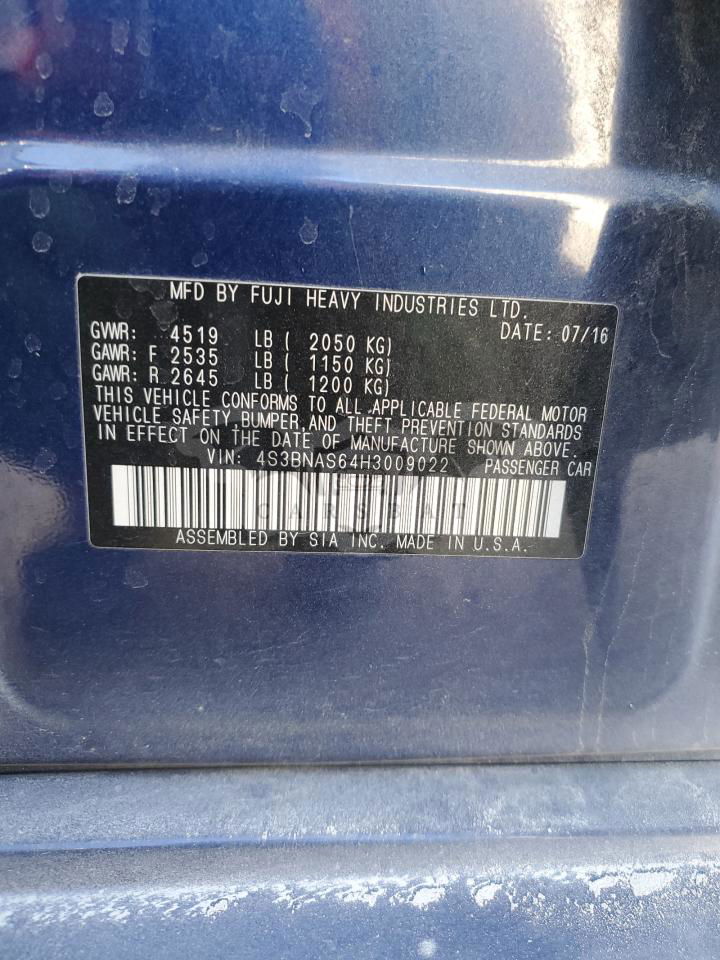 MFD BY FUJI HEAVY INDUSTRIES LTD.
GVWR: 4519 LB ( 2050 KG) DATE: 07/16
GAWR: F 2535 LB ( 1150 KG)
GAWR: R 2645 LB ( 1200 KG)
THIS VEHICLE CONFORMS TO ALL APPLICABLE FEDERAL MOTOR
VEHICLE SAFETY, BUMPER, AND THEFT PREVENTION STANDARDS
IN EFFECT ON THE DATE OF MANUFACTURE SHOWN ABOVE.
VIN: 4S3BNAS64H3009022 PASSENGER CAR
CARSBAT
ASSEMBLED BY SIA INC. MADE IN U.S.A.